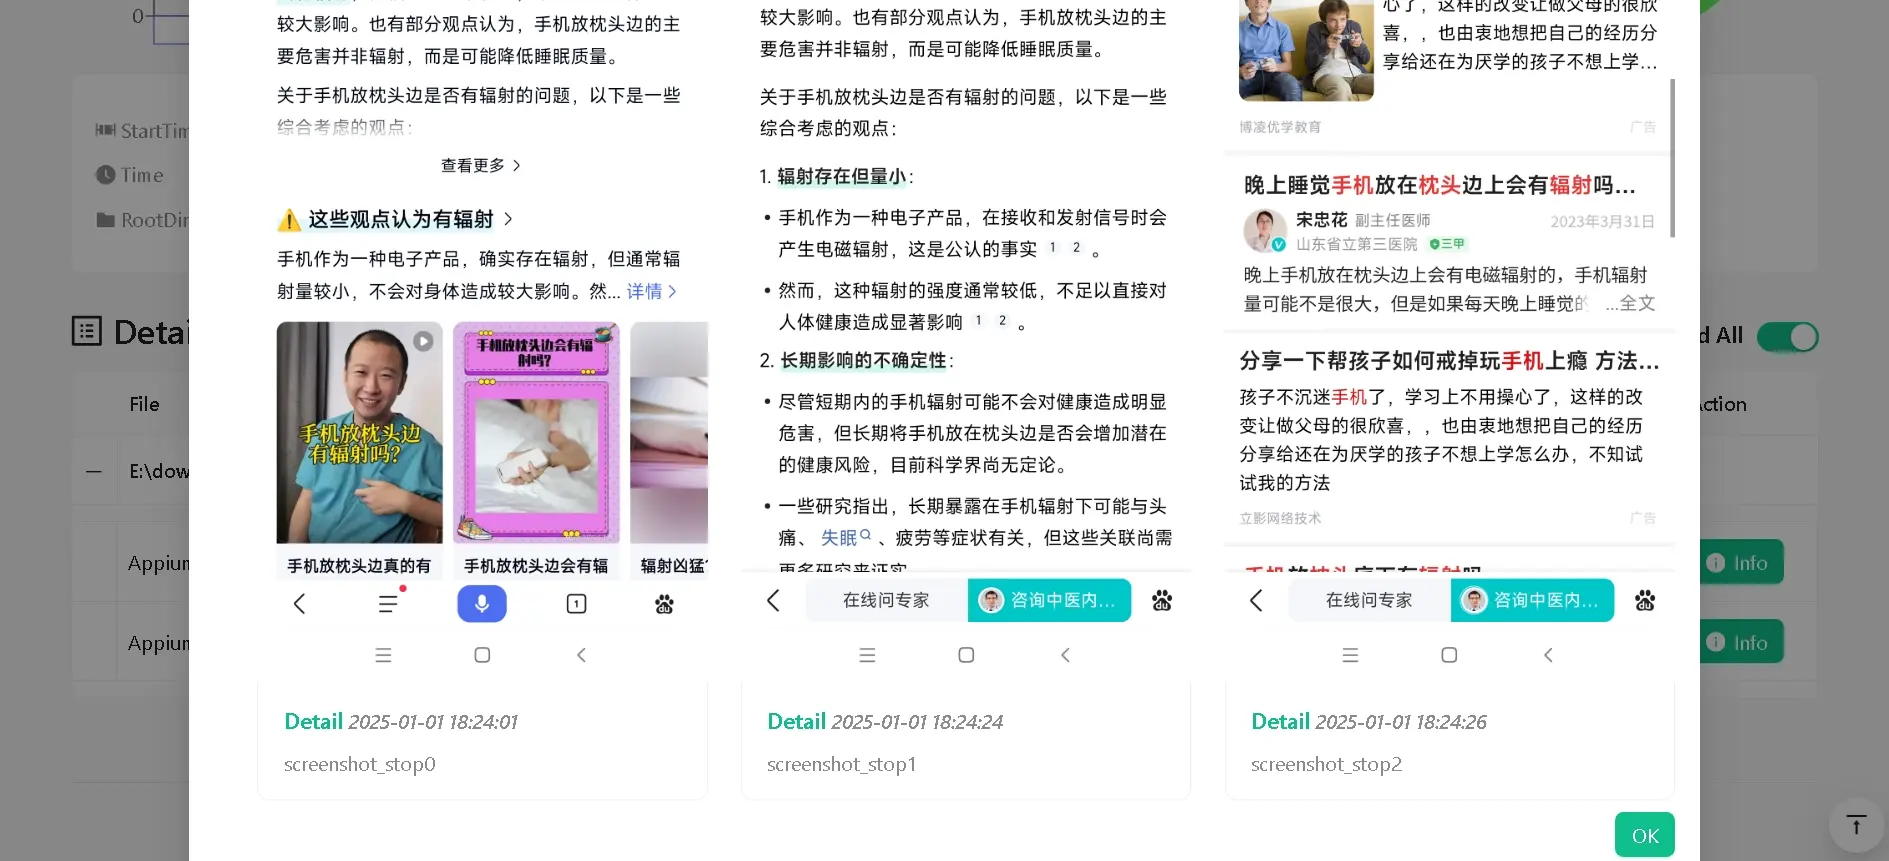 0
StartTim
Time
RootDir
Detai
File
E:\dow
Appium
Appium
较大影响。也有部分观点认为，手机放枕头边的主
要危害并非辐射，而是可能降低睡眠质量。
关于手机放枕头边是否有辐射的问题，以下是一些
综合考虑的观点：
查看更多
这些观点认为有辐射
手机作为一种电子产品，确实存在辐射，但通常辐
射量较小，不会对身体造成较大影响。然... 详情
手机放枕头边
有辐射吗？
手机放枕头边会有辐
射吗？
手机放枕头边真的有
手机放枕头边会有辐
辐射凶猛
1
Detail 2025-01-01 18:24:01
screenshot_stop0
较大影响。也有部分观点认为，手机放枕头边的主
要危害并非辐射，而是可能降低睡眠质量。
关于手机放枕头边是否有辐射的问题，以下是一些
综合考虑的观点：
1. 辐射存在但量小：
• 手机作为一种电子产品，在接收和发射信号时会
产生电磁辐射，这是公认的事实 1 2 。
• 然而，这种辐射的强度通常较低，不足以直接对
人体健康造成显著影响 1 2 。
2. 长期影响的不确定性：
• 尽管短期内的手机辐射可能不会对健康造成明显
危害，但长期将手机放在枕头边是否会增加潜在
的健康风险，目前科学界尚无定论。
• 一些研究指出，长期暴露在手机辐射下可能与头
痛、 失眠 、疲劳等症状有关，但这些关联尚需
更多研究来证实
在线问专家
咨询中医内...
Detail 2025-01-01 18:24:24
screenshot_stop1
心了，这样的改变让做父母的很欣
喜，，也由衷地想把自己的经历分
享给还在为厌学的孩子不想上学...
博凌优学教育
广告
晚上睡觉手机放在枕头边上会有辐射吗...
宋忠花 副主任医师
2023年3月31日
山东省立第三医院 三甲
晚上手机放在枕头边上会有电磁辐射的，手机辐射
量可能不是很大，但是如果每天晚上睡觉的 ...全文
分享一下帮孩子如何戒掉玩手机上瘾 方法...
孩子不沉迷手机了，学习上不用操心了，这样的改
变让做父母的很欣喜，，也由衷地想把自己的经历
分享给还在为厌学的孩子不想上学怎么办，不知试
试我的方法
立影网络技术
广告
手机放枕头底下有辐射吗
在线问专家
咨询中医内...
Detail 2025-01-01 18:24:26
screenshot_stop2
d All
Action
Info
Info
OK